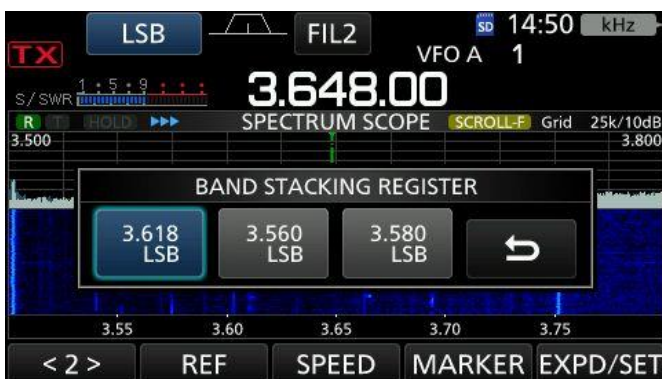 LSB FIL2 SD 14:50 kHz
TX VFO A 1
3.648.00
S/SWR 1 5 9
R T HOLD SPECTRUM SCOPE SCROLL-F Grid 25k/10dB
3.500 3.800
BAND STACKING REGISTER
3.618 3.560 3.580
LSB LSB LSB
3.55 3.60 3.65 3.70 3.75
< 2 > REF SPEED MARKER EXPD/SET